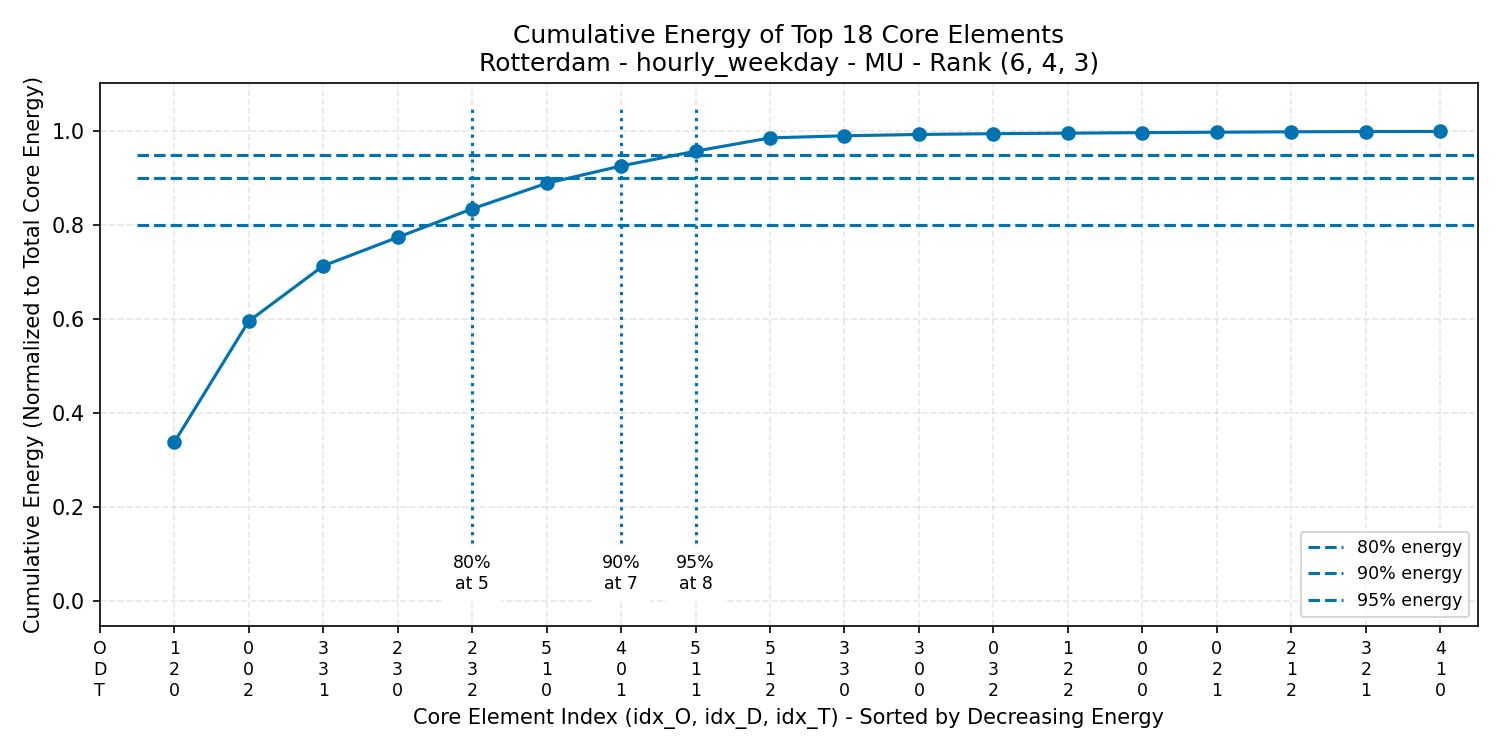 Cumulative Energy of Top 18 Core Elements
Rotterdam - hourly_weekday - MU - Rank (6, 4, 3)
Cumulative Energy (Normalized to Total Core Energy)
1.0
0.8
0.6
0.4
0.2
0.0
80%
at 5
90%
at 7
95%
at 8
80% energy
90% energy
95% energy
O 1 0 3 2 2 5 4 5 5 3 3 0 1 0 0 2 3 4
D 2 0 3 3 3 1 0 1 1 3 0 3 2 0 2 1 2 1
T 0 2 1 0 2 0 1 1 2 0 0 2 2 0 1 2 1 0
Core Element Index (idx_O, idx_D, idx_T) - Sorted by Decreasing Energy